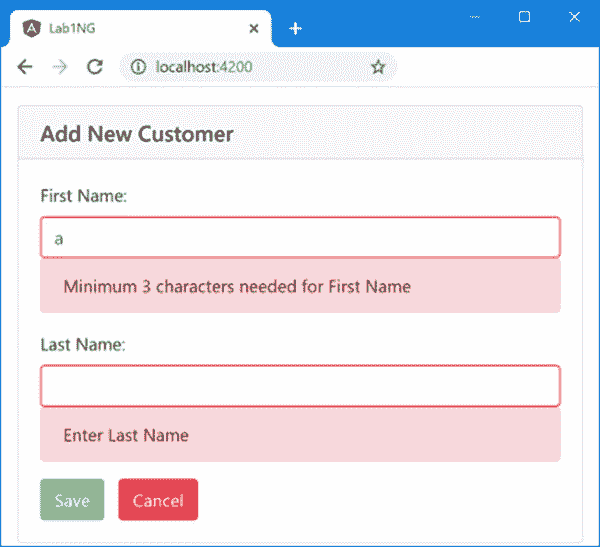 Lab1NG
localhost:4200
Add New Customer
First Name:
a
Minimum 3 characters needed for First Name
Last Name:
Enter Last Name
Save Cancel